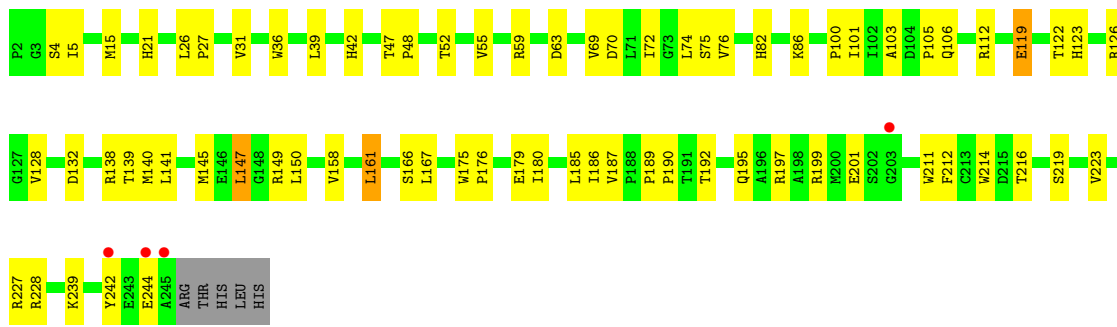 P2 G3 S4 I5 M15 H21 L26 P27 V31 W36 L39 H42 T47 P48 T52 V55 R59 D63 V69 D70 L71 I72 G73 L74 S75 V76 H82 K86 P100 I101 I102 A103 D104 P105 Q106 R112 E119 T122 H123 R126
G127 V128 D132 R138 T139 M140 L141 M145 E146 L147 G148 R149 L150 V158 L161 S166 L167 W175 P176 E179 I180 L185 I186 V187 P188 P189 P190 T191 T192 Q195 A196 R197 A198 R199 M200 E201 S202 G203 W211 F212 C213 W214 D215 T216 S219 V223
R227 R228 K239 Y242 E243 E244 A245 ARG THR HIS LEU HIS